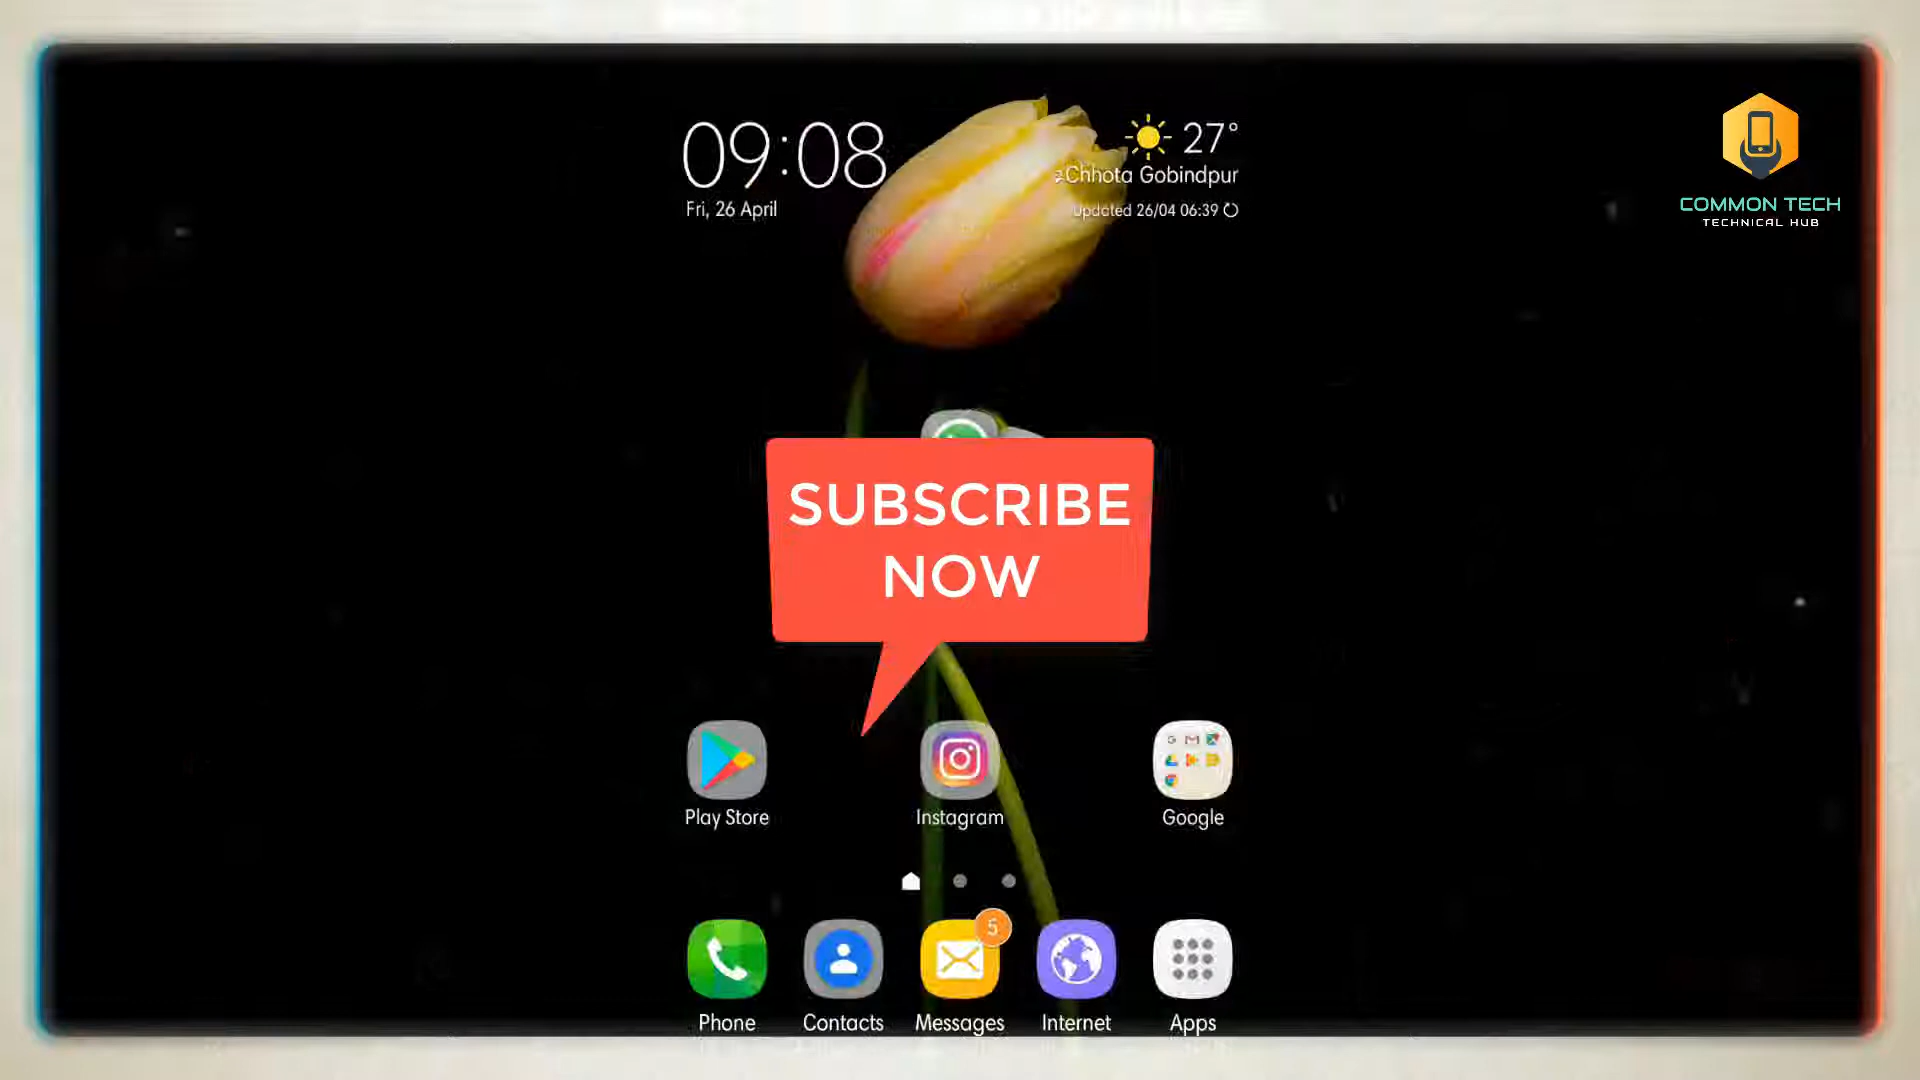 09:08
Fri, 26 April
27°
Chhota Gobindpur
Updated 26/04 06:39
COMMON TECH
TECHNICAL HUB
SUBSCRIBE
NOW
Play Store
Instagram
Google
5
Phone
Contacts
Messages
Internet
Apps